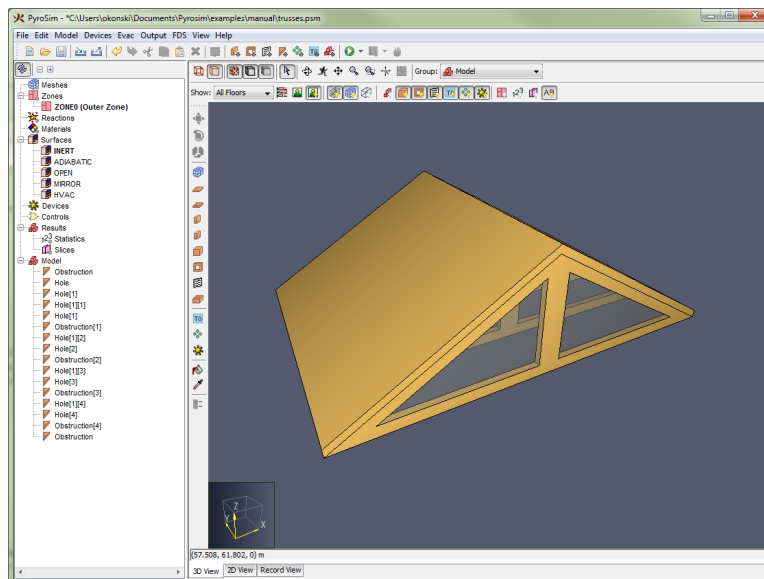 PyroSim - *C:\Users\okonski\Documents\Pyrosim\examples\manual\trusses.psm
File Edit Model Devices Evac Output FDS View Help
Group: Model
Show: All Floors
Meshes
Zones
ZONE0 (Outer Zone)
Reactions
Materials
Surfaces
INERT
ADIABATIC
OPEN
MIRROR
HVAC
Devices
Controls
Results
Statistics
Slices
Model
Obstruction
Hole
Hole[1]
Hole[1][1]
Hole[1]
Obstruction[1]
Hole[1][2]
Hole[2]
Obstruction[2]
Hole[1][3]
Hole[3]
Obstruction[3]
Hole[1][4]
Hole[4]
Obstruction[4]
Obstruction
Z
Y
X
(57.508, 61.802, 0) m
3D View 2D View Record View